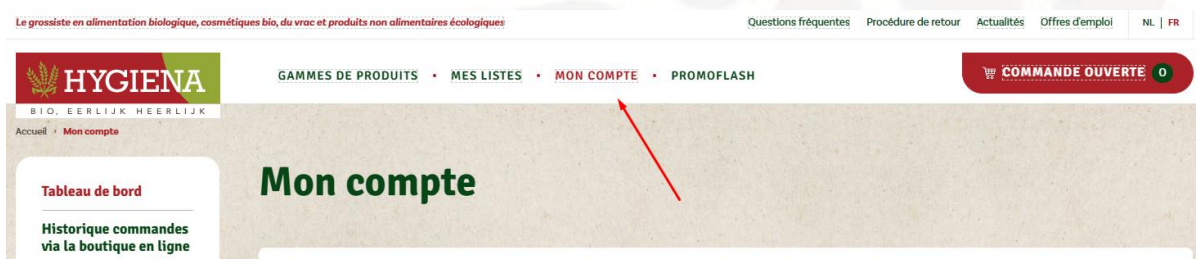 Le grossiste en alimentation biologique, cosmétiques bio, du vrac et produits non alimentaires écologiques
Questions fréquentes Procédure de retour Actualités Offres d'emploi NL | FR
HYGIENA
BIO, EERLIJK HEERLIJK
GAMMES DE PRODUITS • MES LISTES • MON COMPTE • PROMOFLASH
COMMANDE OUVERTE 0
Accueil › Mon compte
Tableau de bord
Historique commandes
via la boutique en ligne
Mon compte